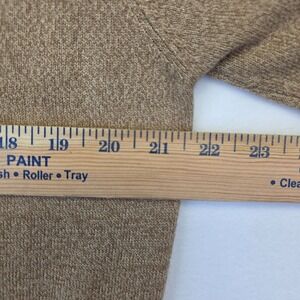 18 19 20 21 22 23
PAINT
sh • Roller • Tray
• Clea